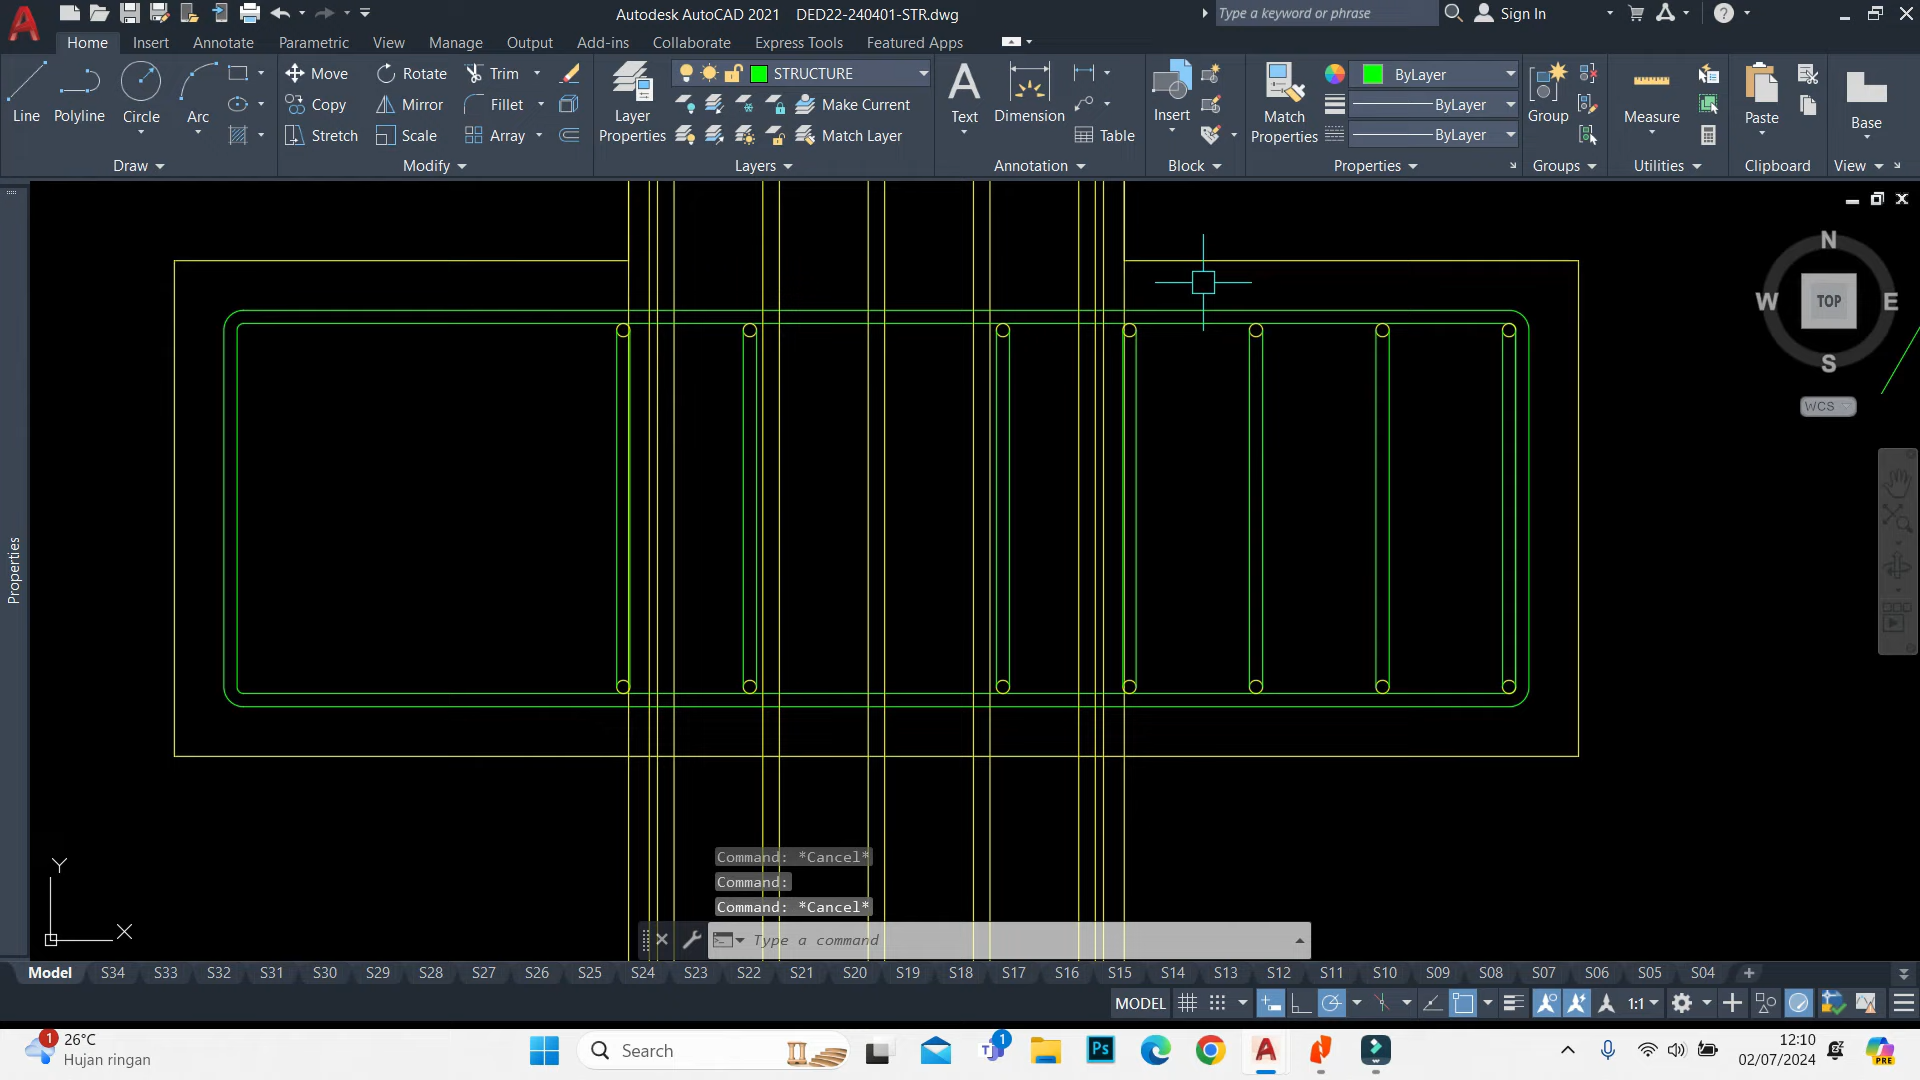 Autodesk AutoCAD 2021 DED22-240401-STR.dwg
Type a keyword or phrase
Sign In
Home Insert Annotate Parametric View Manage Output Add-ins Collaborate Express Tools Featured Apps
Line Polyline Circle Arc
Draw
Move Rotate Trim
Copy Mirror Fillet
Stretch Scale Array
Modify
Layer
Properties
STRUCTURE
Make Current
Match Layer
Layers
Text Dimension
Table
Annotation
Insert
Block
Match
Properties
ByLayer
ByLayer
ByLayer
Properties
Group
Groups
Measure
Utilities
Paste
Clipboard
Base
View
Properties
N
W TOP E
S
WCS
Y
X
Command: *Cancel*
Command:
Command: *Cancel*
Type a command
Model S34 S33 S32 S31 S30 S29 S28 S27 S26 S25 S24 S23 S22 S21 S20 S19 S18 S17 S16 S15 S14 S13 S12 S11 S10 S09 S08 S07 S06 S05 S04
MODEL 1:1
1
26°C
Hujan ringan
Search
1
Ps
12:10
02/07/2024
PRE